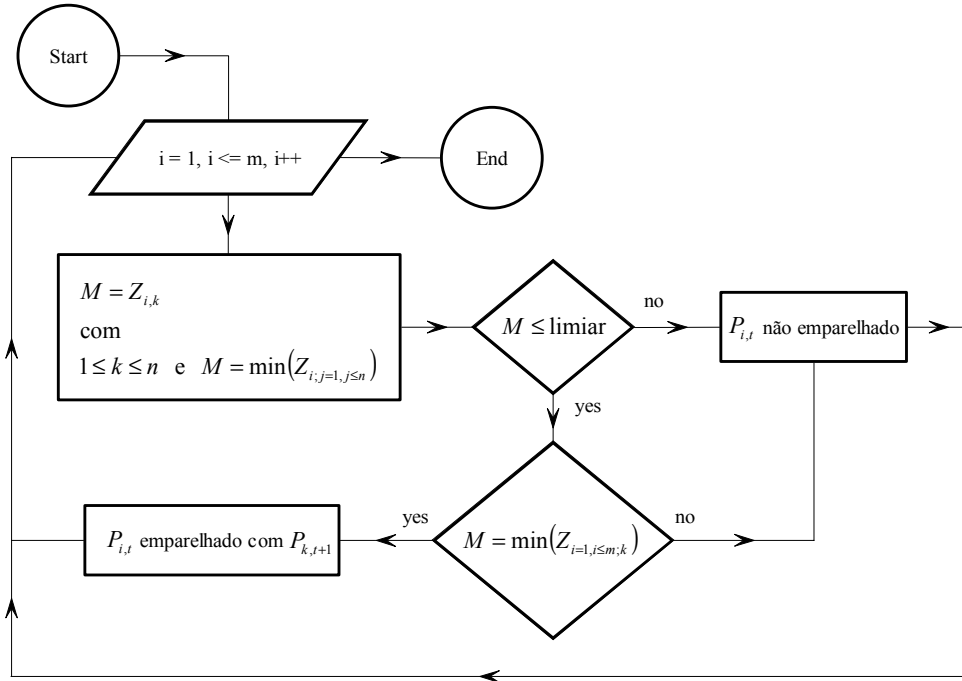 Start
i = 1, i <= m, i++
End
M = Z_{i,k}
com
1 ≤ k ≤ n e M = min(Z_{i;j=1,j≤n})
M ≤ limiar
no
P_{i,t} não emparelhado
yes
M = min(Z_{i=1,i≤m;k})
no
yes
P_{i,t} emparelhado com P_{k,t+1}